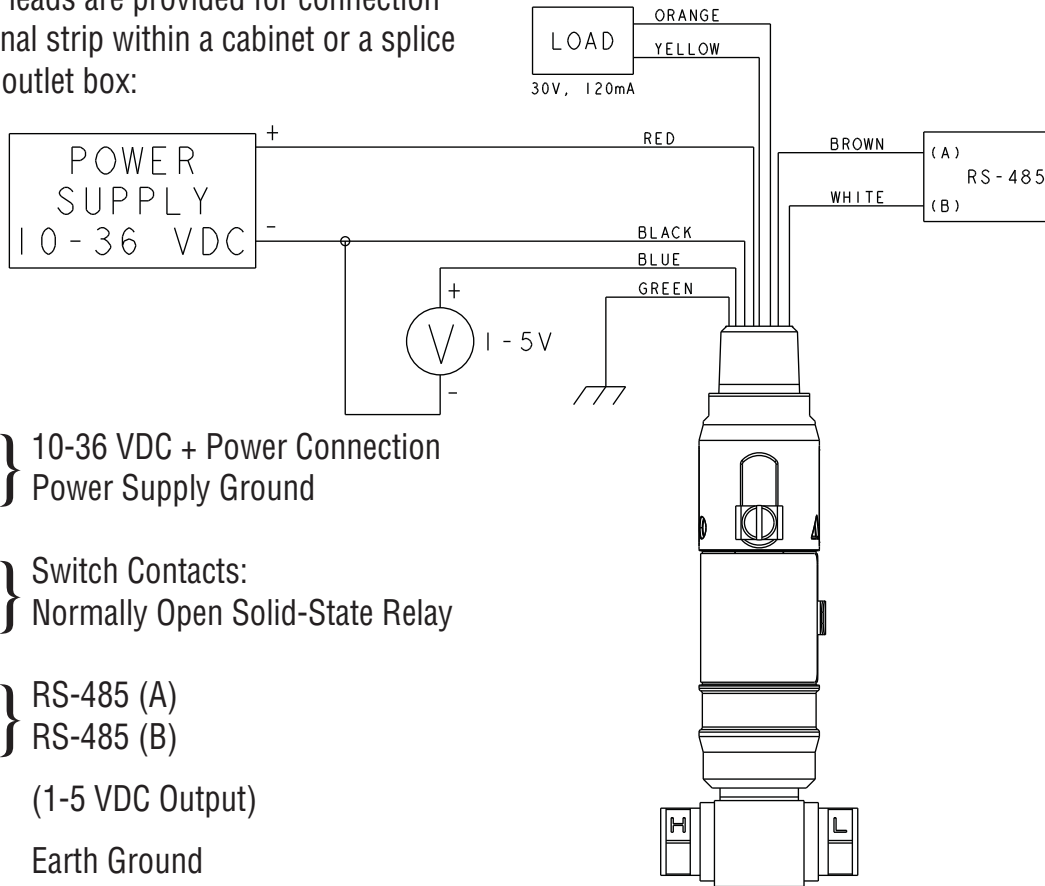 leads are provided for connection
nal strip within a cabinet or a splice
outlet box:
ORANGE
LOAD
YELLOW
30V, 120mA
+
POWER
SUPPLY
10-36 VDC
-
RED
BROWN
(A)
RS-485
WHITE
(B)
BLACK
BLUE
GREEN
+
V
1-5V
-
} 10-36 VDC + Power Connection
Power Supply Ground
} Switch Contacts:
Normally Open Solid-State Relay
} RS-485 (A)
RS-485 (B)
(1-5 VDC Output)
Earth Ground
H
L